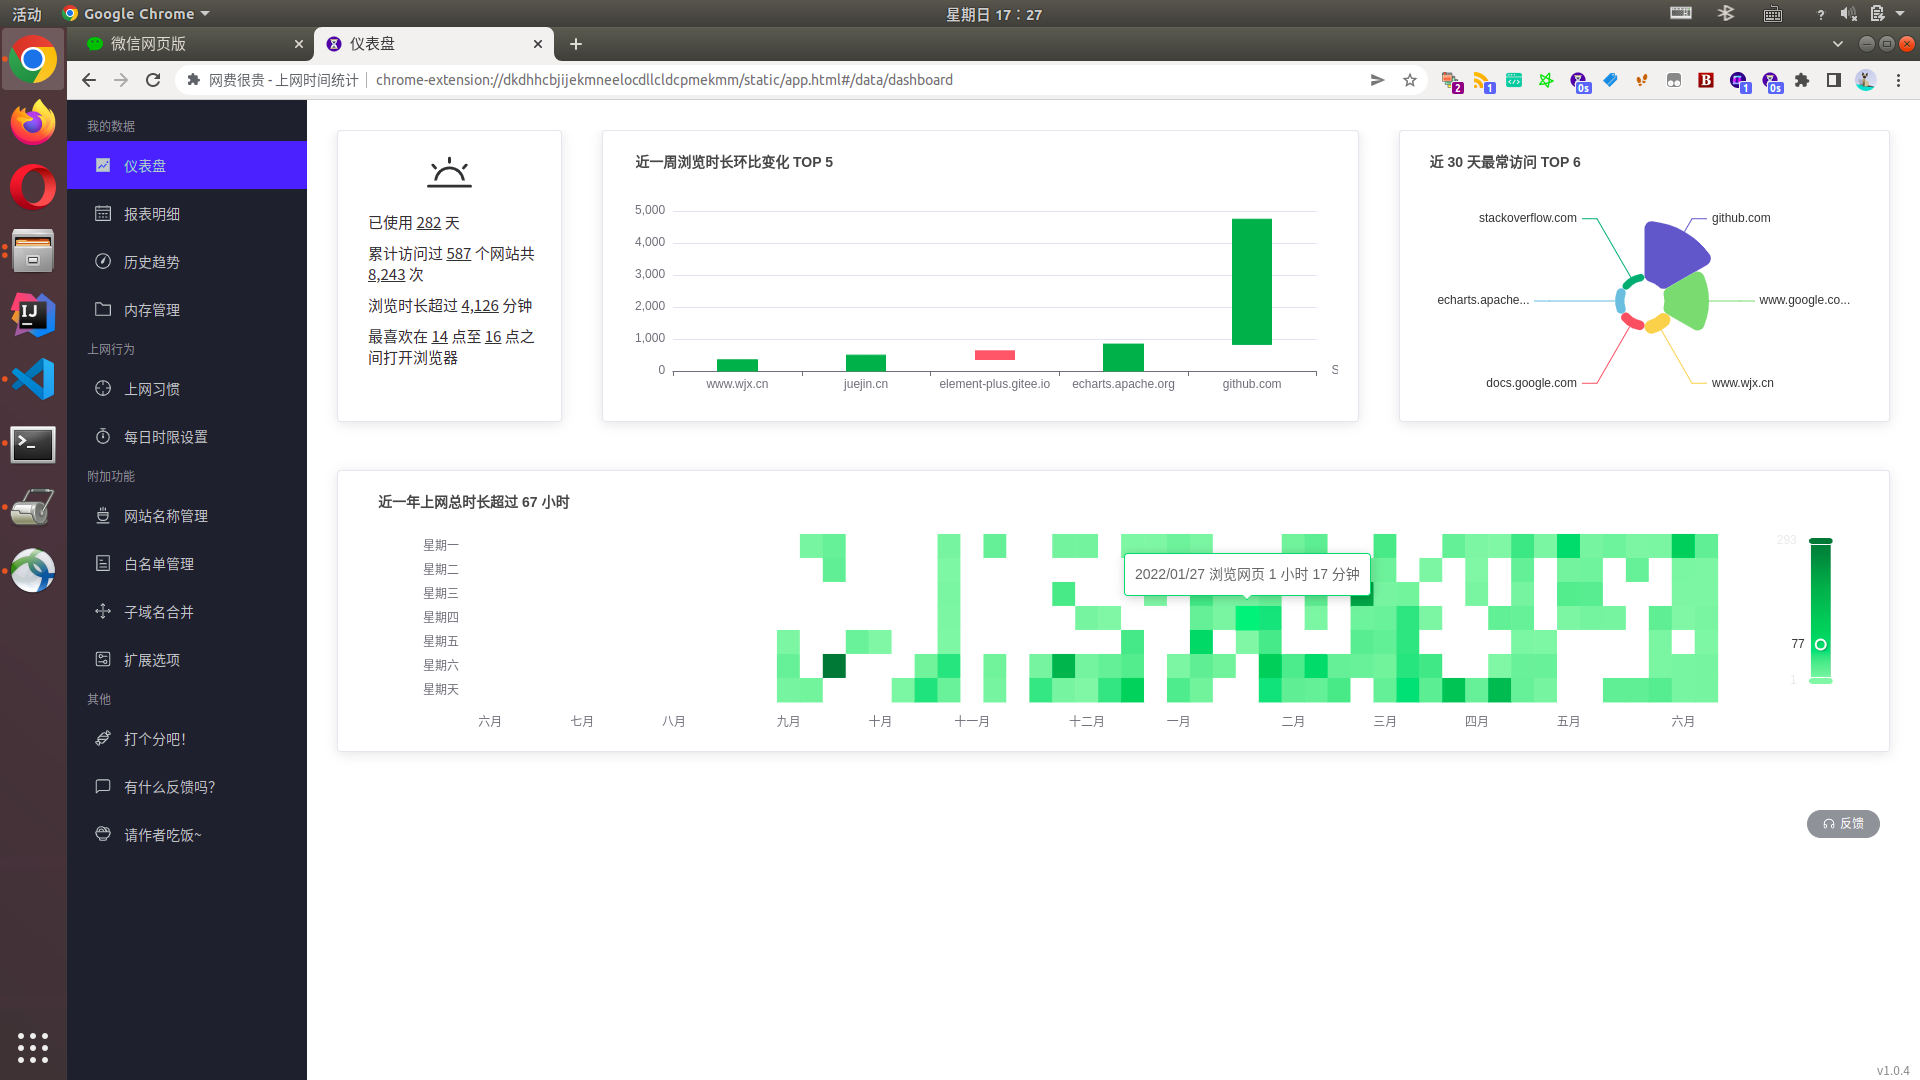 活动
Google Chrome
星期日 17：27
微信网页版
仪表盘
网费很贵 - 上网时间统计
chrome-extension://dkdhhcbjijekmneelocdllcldcpmekmm/static/app.html#/data/dashboard
2
1
0s
1
0s
我的数据
仪表盘
报表明细
历史趋势
内存管理
上网行为
上网习惯
每日时限设置
附加功能
网站名称管理
白名单管理
子域名合并
扩展选项
其他
打个分吧!
有什么反馈吗?
请作者吃饭~
已使用 282 天
累计访问过 587 个网站共
8,243 次
浏览时长超过 4,126 分钟
最喜欢在 14 点至 16 点之
间打开浏览器
近一周浏览时长环比变化 TOP 5
5,000
4,000
3,000
2,000
1,000
0
www.wjx.cn
juejin.cn
element-plus.gitee.io
echarts.apache.org
github.com
S
近 30 天最常访问 TOP 6
stackoverflow.com
github.com
echarts.apache...
www.google.co...
docs.google.com
www.wjx.cn
近一年上网总时长超过 67 小时
星期一
星期二
星期三
星期四
星期五
星期六
星期天
六月
七月
八月
九月
十月
十一月
十二月
一月
二月
三月
四月
五月
六月
2022/01/27 浏览网页 1 小时 17 分钟
293
77
1
反馈
v1.0.4